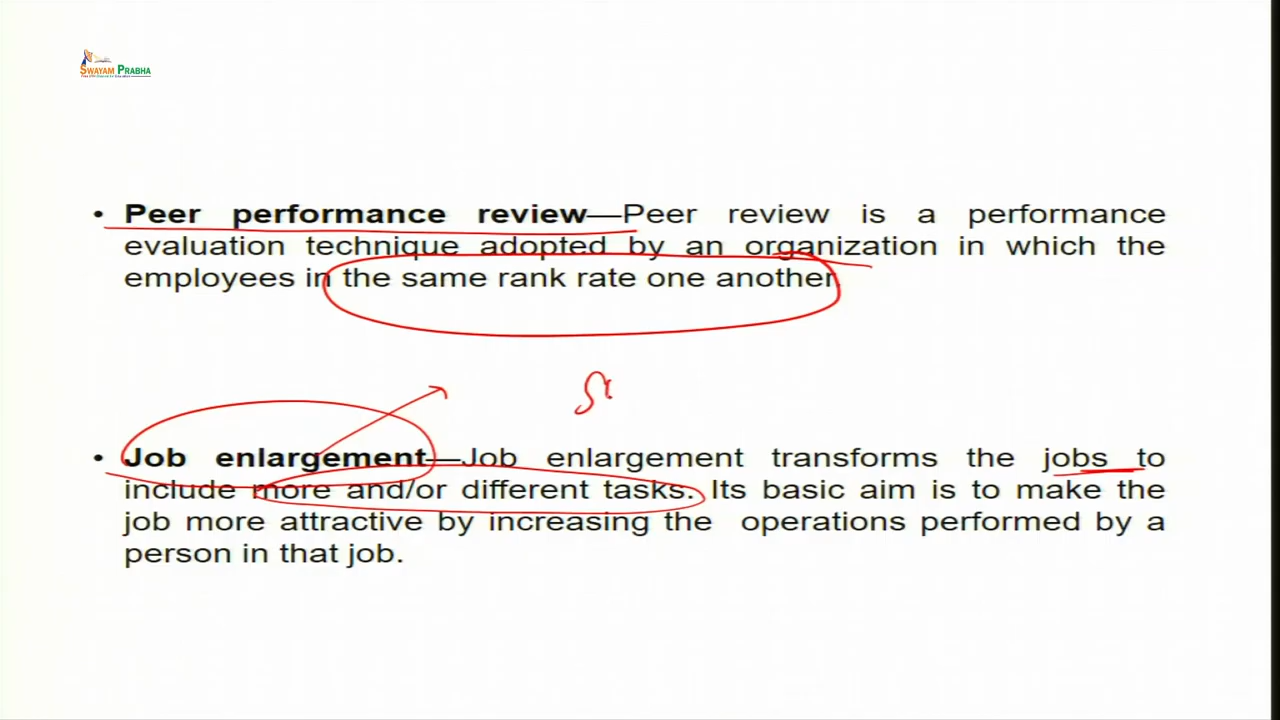 SWAYAM PRABHA
• Peer performance review—Peer review is a performance
evaluation technique adopted by an organization in which the
employees in the same rank rate one another.
• Job enlargement—Job enlargement transforms the jobs to
include more and/or different tasks. Its basic aim is to make the
job more attractive by increasing the operations performed by a
person in that job.